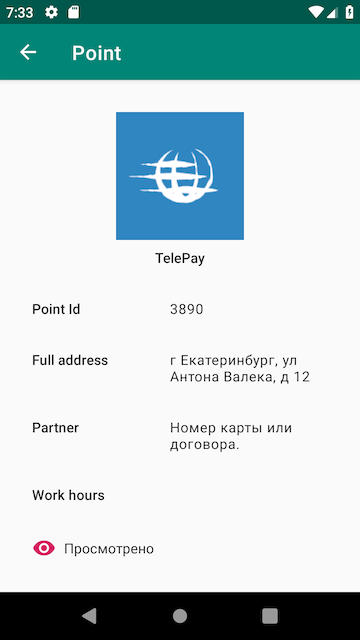 7:33
Point
TelePay
Point Id
3890
Full address
г Екатеринбург, ул
Антона Валека, д 12
Partner
Номер карты или
договора.
Work hours
Просмотрено